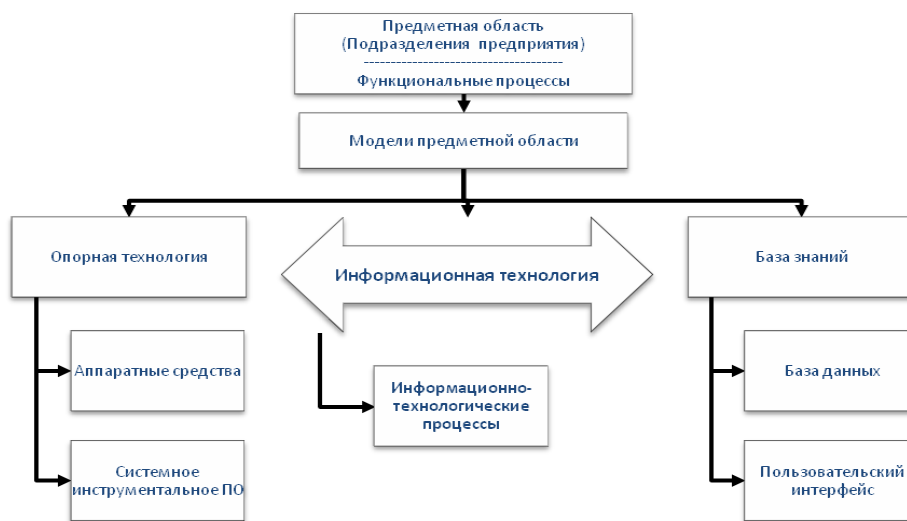 Предметная область
(Подразделения предприятия)
-------------------------------------
Функциональные процессы
Модели предметной области
Опорная технология
Информационная технология
База знаний
Аппаратные средства
Информационно-
технологические
процессы
База данных
Системное
инструментальное ПО
Пользовательский
интерфейс